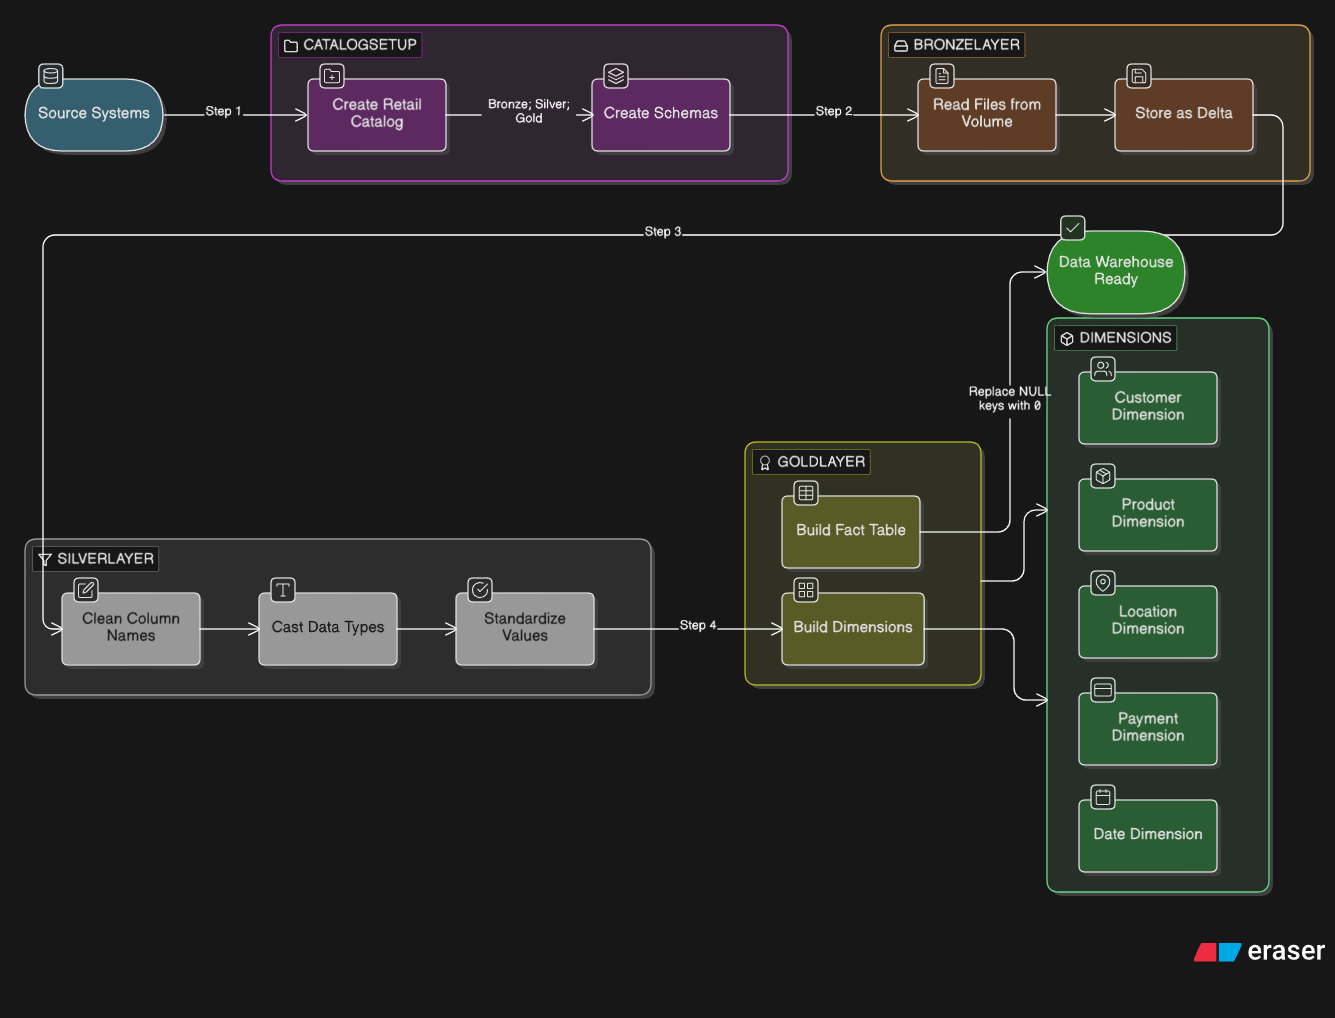 CATALOGSETUP
BRONZELAYER
Source Systems
Step 1
Create Retail
Catalog
Bronze; Silver;
Gold
Create Schemas
Step 2
Read Files from
Volume
Store as Delta
Step 3
Data Warehouse
Ready
DIMENSIONS
Customer
Dimension
Replace NULL
keys with 0
GOLDLAYER
Build Fact Table
Product
Dimension
SILVERLAYER
Clean Column
Names
Cast Data Types
Standardize
Values
Step 4
Build Dimensions
Location
Dimension
Payment
Dimension
Date Dimension
eraser